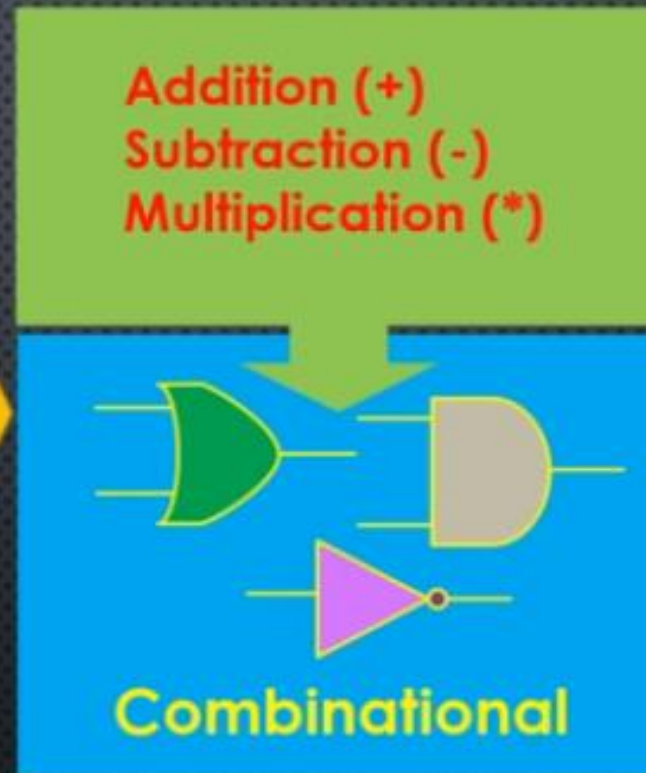 Addition (+)
Subtraction (-)
Multiplication (*)
Combinational